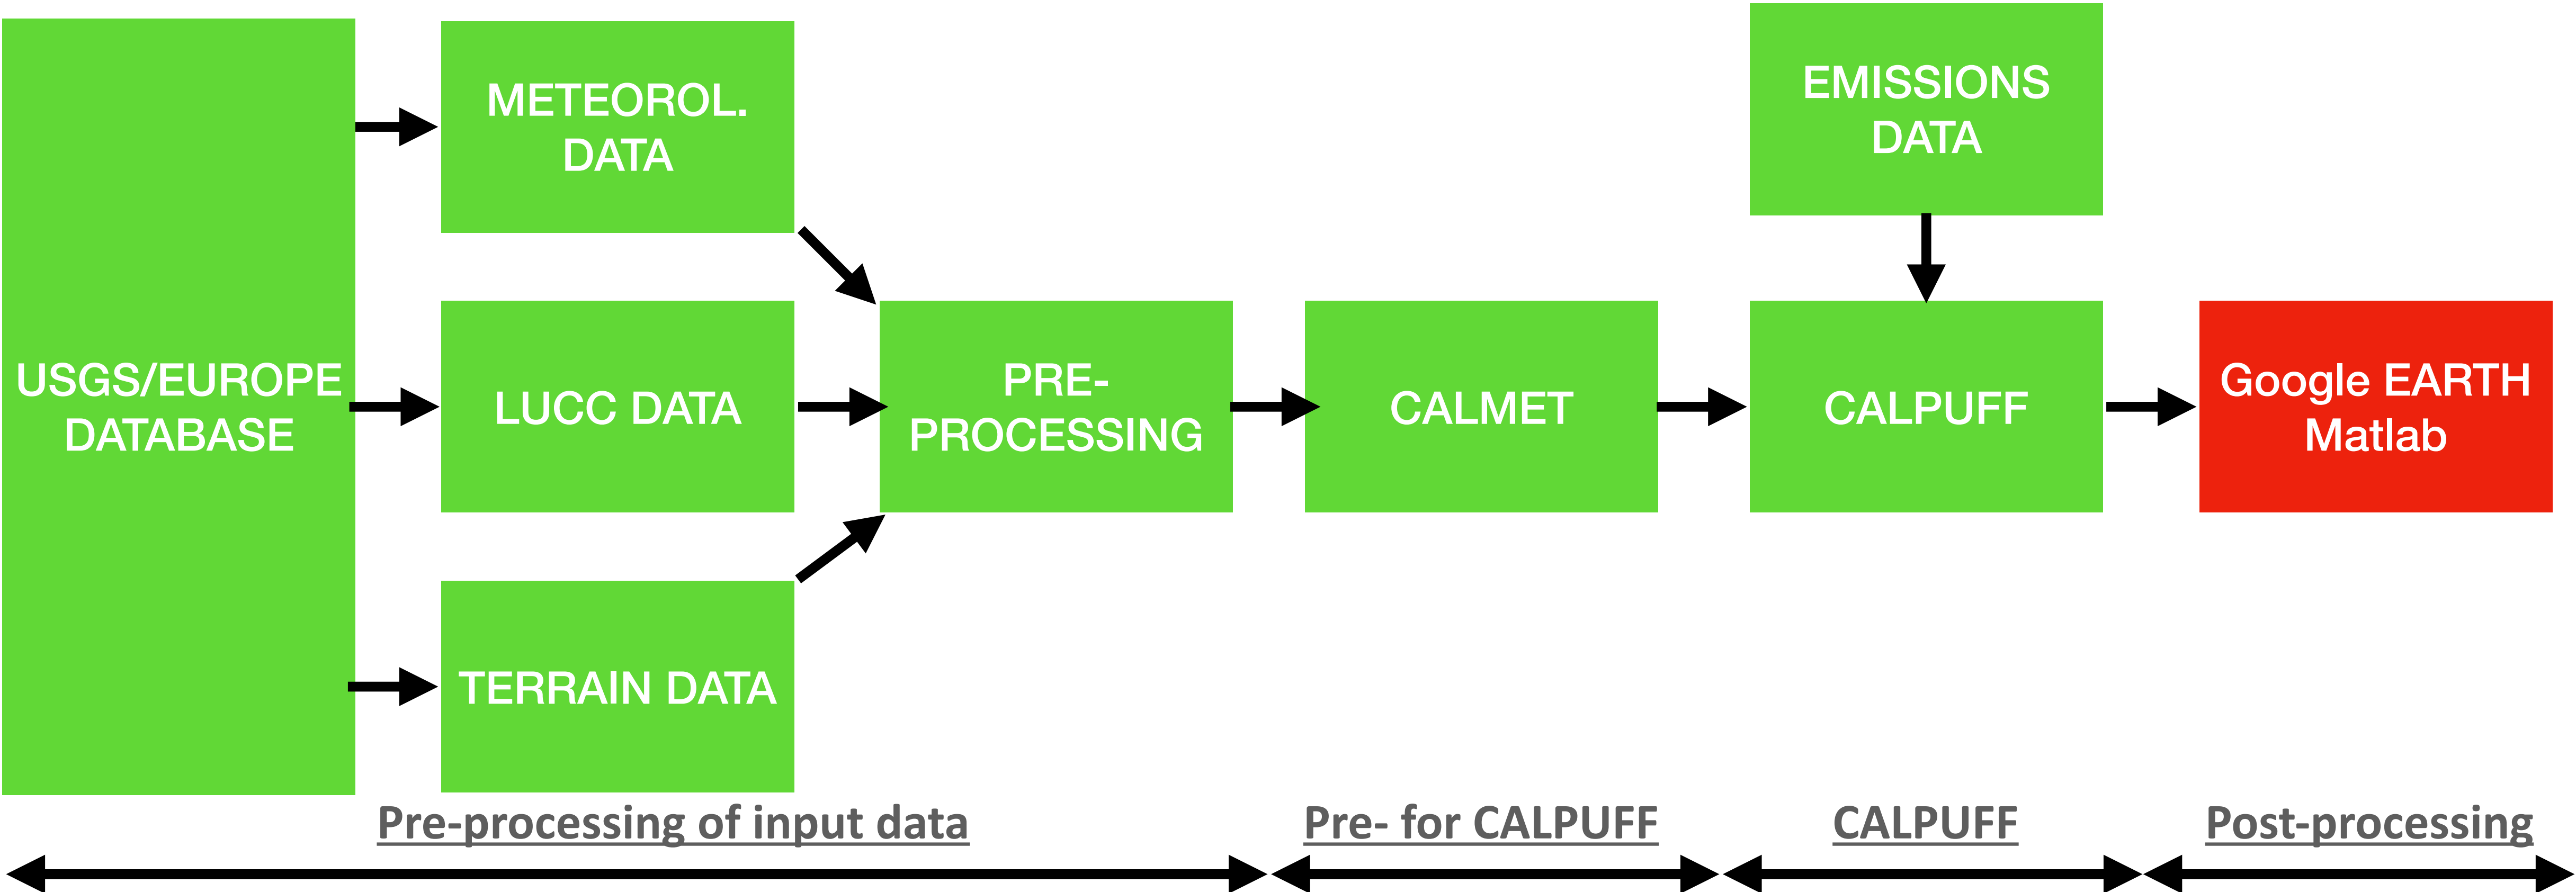 USGS/EUROPE
DATABASE
METEOROL.
DATA
LUCC DATA
TERRAIN DATA
PRE-
PROCESSING
CALMET
EMISSIONS
DATA
CALPUFF
Google EARTH
Matlab
Pre-processing of input data
Pre- for CALPUFF
CALPUFF
Post-processing